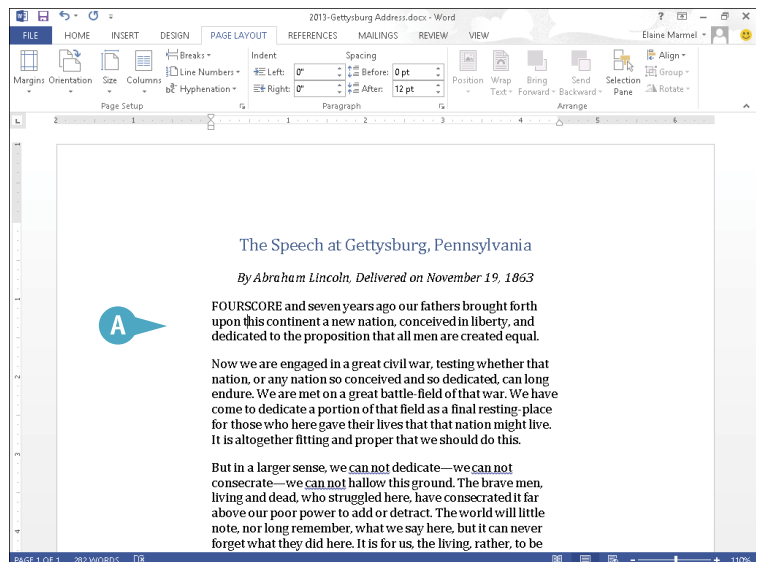 2013-Gettysburg Address.docx - Word
FILE HOME INSERT DESIGN PAGE LAYOUT REFERENCES MAILINGS REVIEW VIEW Elaine Marmel
Breaks Indent Spacing Align
Line Numbers Left: 0" Before: 0 pt Group
Margins Orientation Size Columns Hyphenation Right: 0" After: 12 pt Position Wrap Text Bring Forward Send Backward Selection Pane Rotate
Page Setup Paragraph Arrange
2 1 1 2 3 4 5 6
The Speech at Gettysburg, Pennsylvania
By Abraham Lincoln, Delivered on November 19, 1863
A
FOURSCORE and seven years ago our fathers brought forth
upon this continent a new nation, conceived in liberty, and
dedicated to the proposition that all men are created equal.
Now we are engaged in a great civil war, testing whether that
nation, or any nation so conceived and so dedicated, can long
endure. We are met on a great battle-field of that war. We have
come to dedicate a portion of that field as a final resting-place
for those who here gave their lives that that nation might live.
It is altogether fitting and proper that we should do this.
But in a larger sense, we can not dedicate—we can not
consecrate—we can not hallow this ground. The brave men,
living and dead, who struggled here, have consecrated it far
above our poor power to add or detract. The world will little
note, nor long remember, what we say here, but it can never
forget what they did here. It is for us, the living, rather, to be
PAGE 1 OF 1 282 WORDS 110%